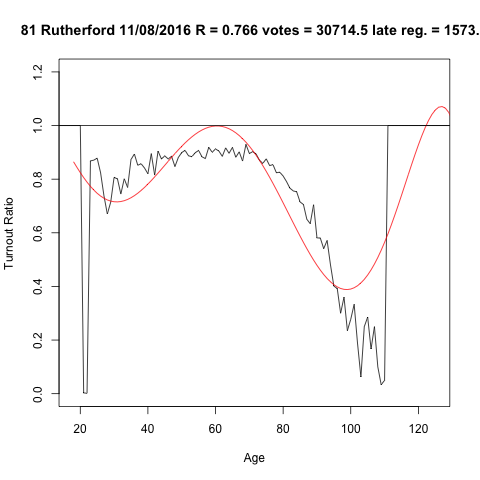 81 Rutherford 11/08/2016 R = 0.766 votes = 30714.5 late reg. = 1573.
Turnout Ratio
1.2
1.0
0.8
0.6
0.4
0.2
0.0
20 40 60 80 100 120
Age